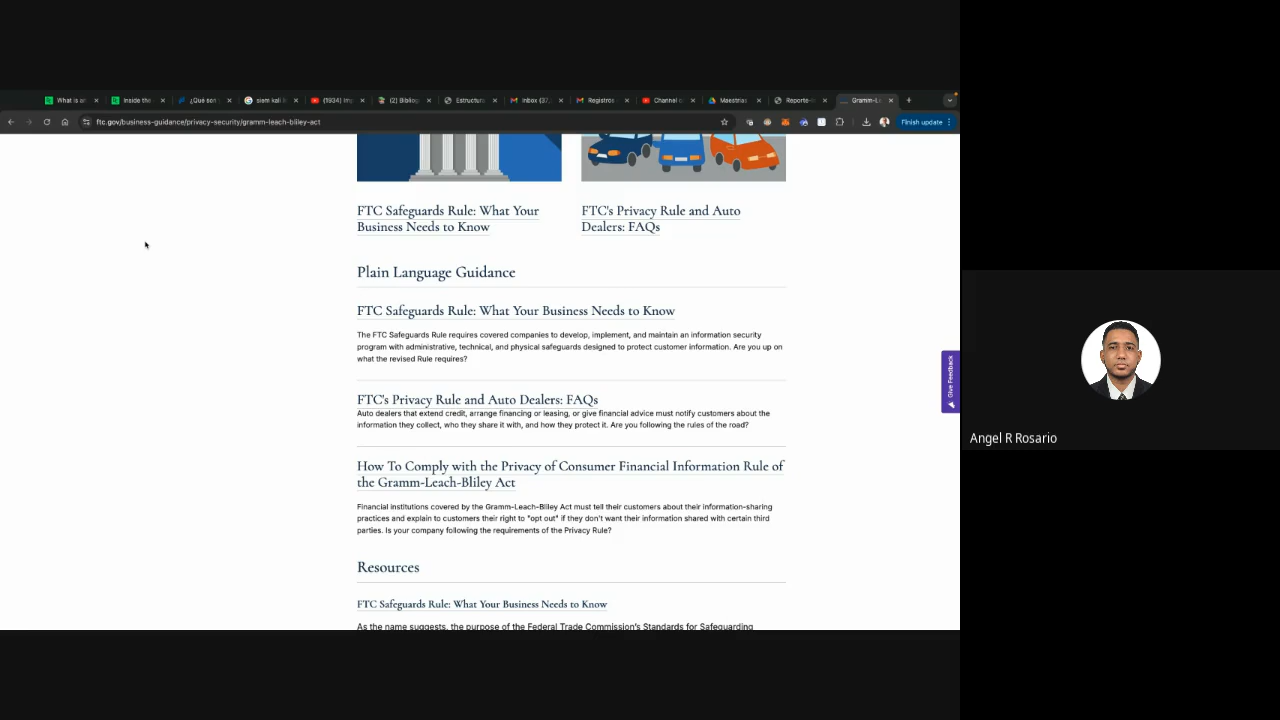 What is ar
Inside the
¿Qué son
siem kali l
(1934) Imp
(2) Bibliog
Estructura
Inbox (37,
Registros
Channel c
Maestrias
Reporte-
Gramm-Le
ftc.gov/business-guidance/privacy-security/gramm-leach-bliley-act
Finish update
FTC Safeguards Rule: What Your
Business Needs to Know
FTC's Privacy Rule and Auto
Dealers: FAQs
Plain Language Guidance
FTC Safeguards Rule: What Your Business Needs to Know
The FTC Safeguards Rule requires covered companies to develop, implement, and maintain an information security
program with administrative, technical, and physical safeguards designed to protect customer information. Are you up on
what the revised Rule requires?
FTC's Privacy Rule and Auto Dealers: FAQs
Auto dealers that extend credit, arrange financing or leasing, or give financial advice must notify customers about the
information they collect, who they share it with, and how they protect it. Are you following the rules of the road?
How To Comply with the Privacy of Consumer Financial Information Rule of
the Gramm-Leach-Bliley Act
Financial institutions covered by the Gramm-Leach-Bliley Act must tell their customers about their information-sharing
practices and explain to customers their right to "opt out" if they don't want their information shared with certain third
parties. Is your company following the requirements of the Privacy Rule?
Resources
FTC Safeguards Rule: What Your Business Needs to Know
As the name suggests, the purpose of the Federal Trade Commission's Standards for Safeguarding
Give Feedback
Angel R Rosario